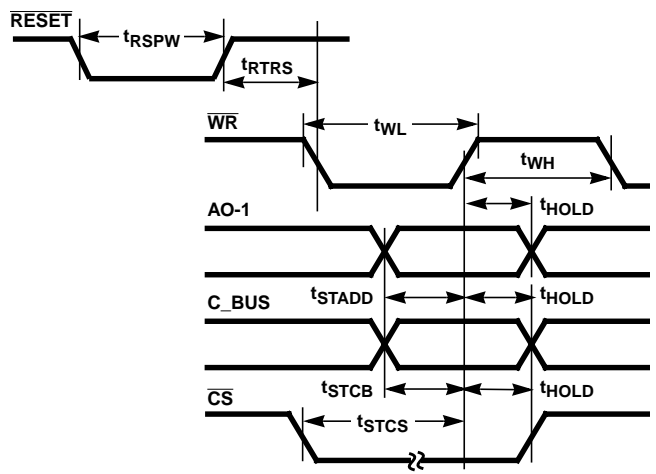 RESET
tRSPW
tRTRS
WR
tWL
tWH
AO-1
tHOLD
C_BUS
tSTADD
tHOLD
tSTCB
tHOLD
CS
tSTCS